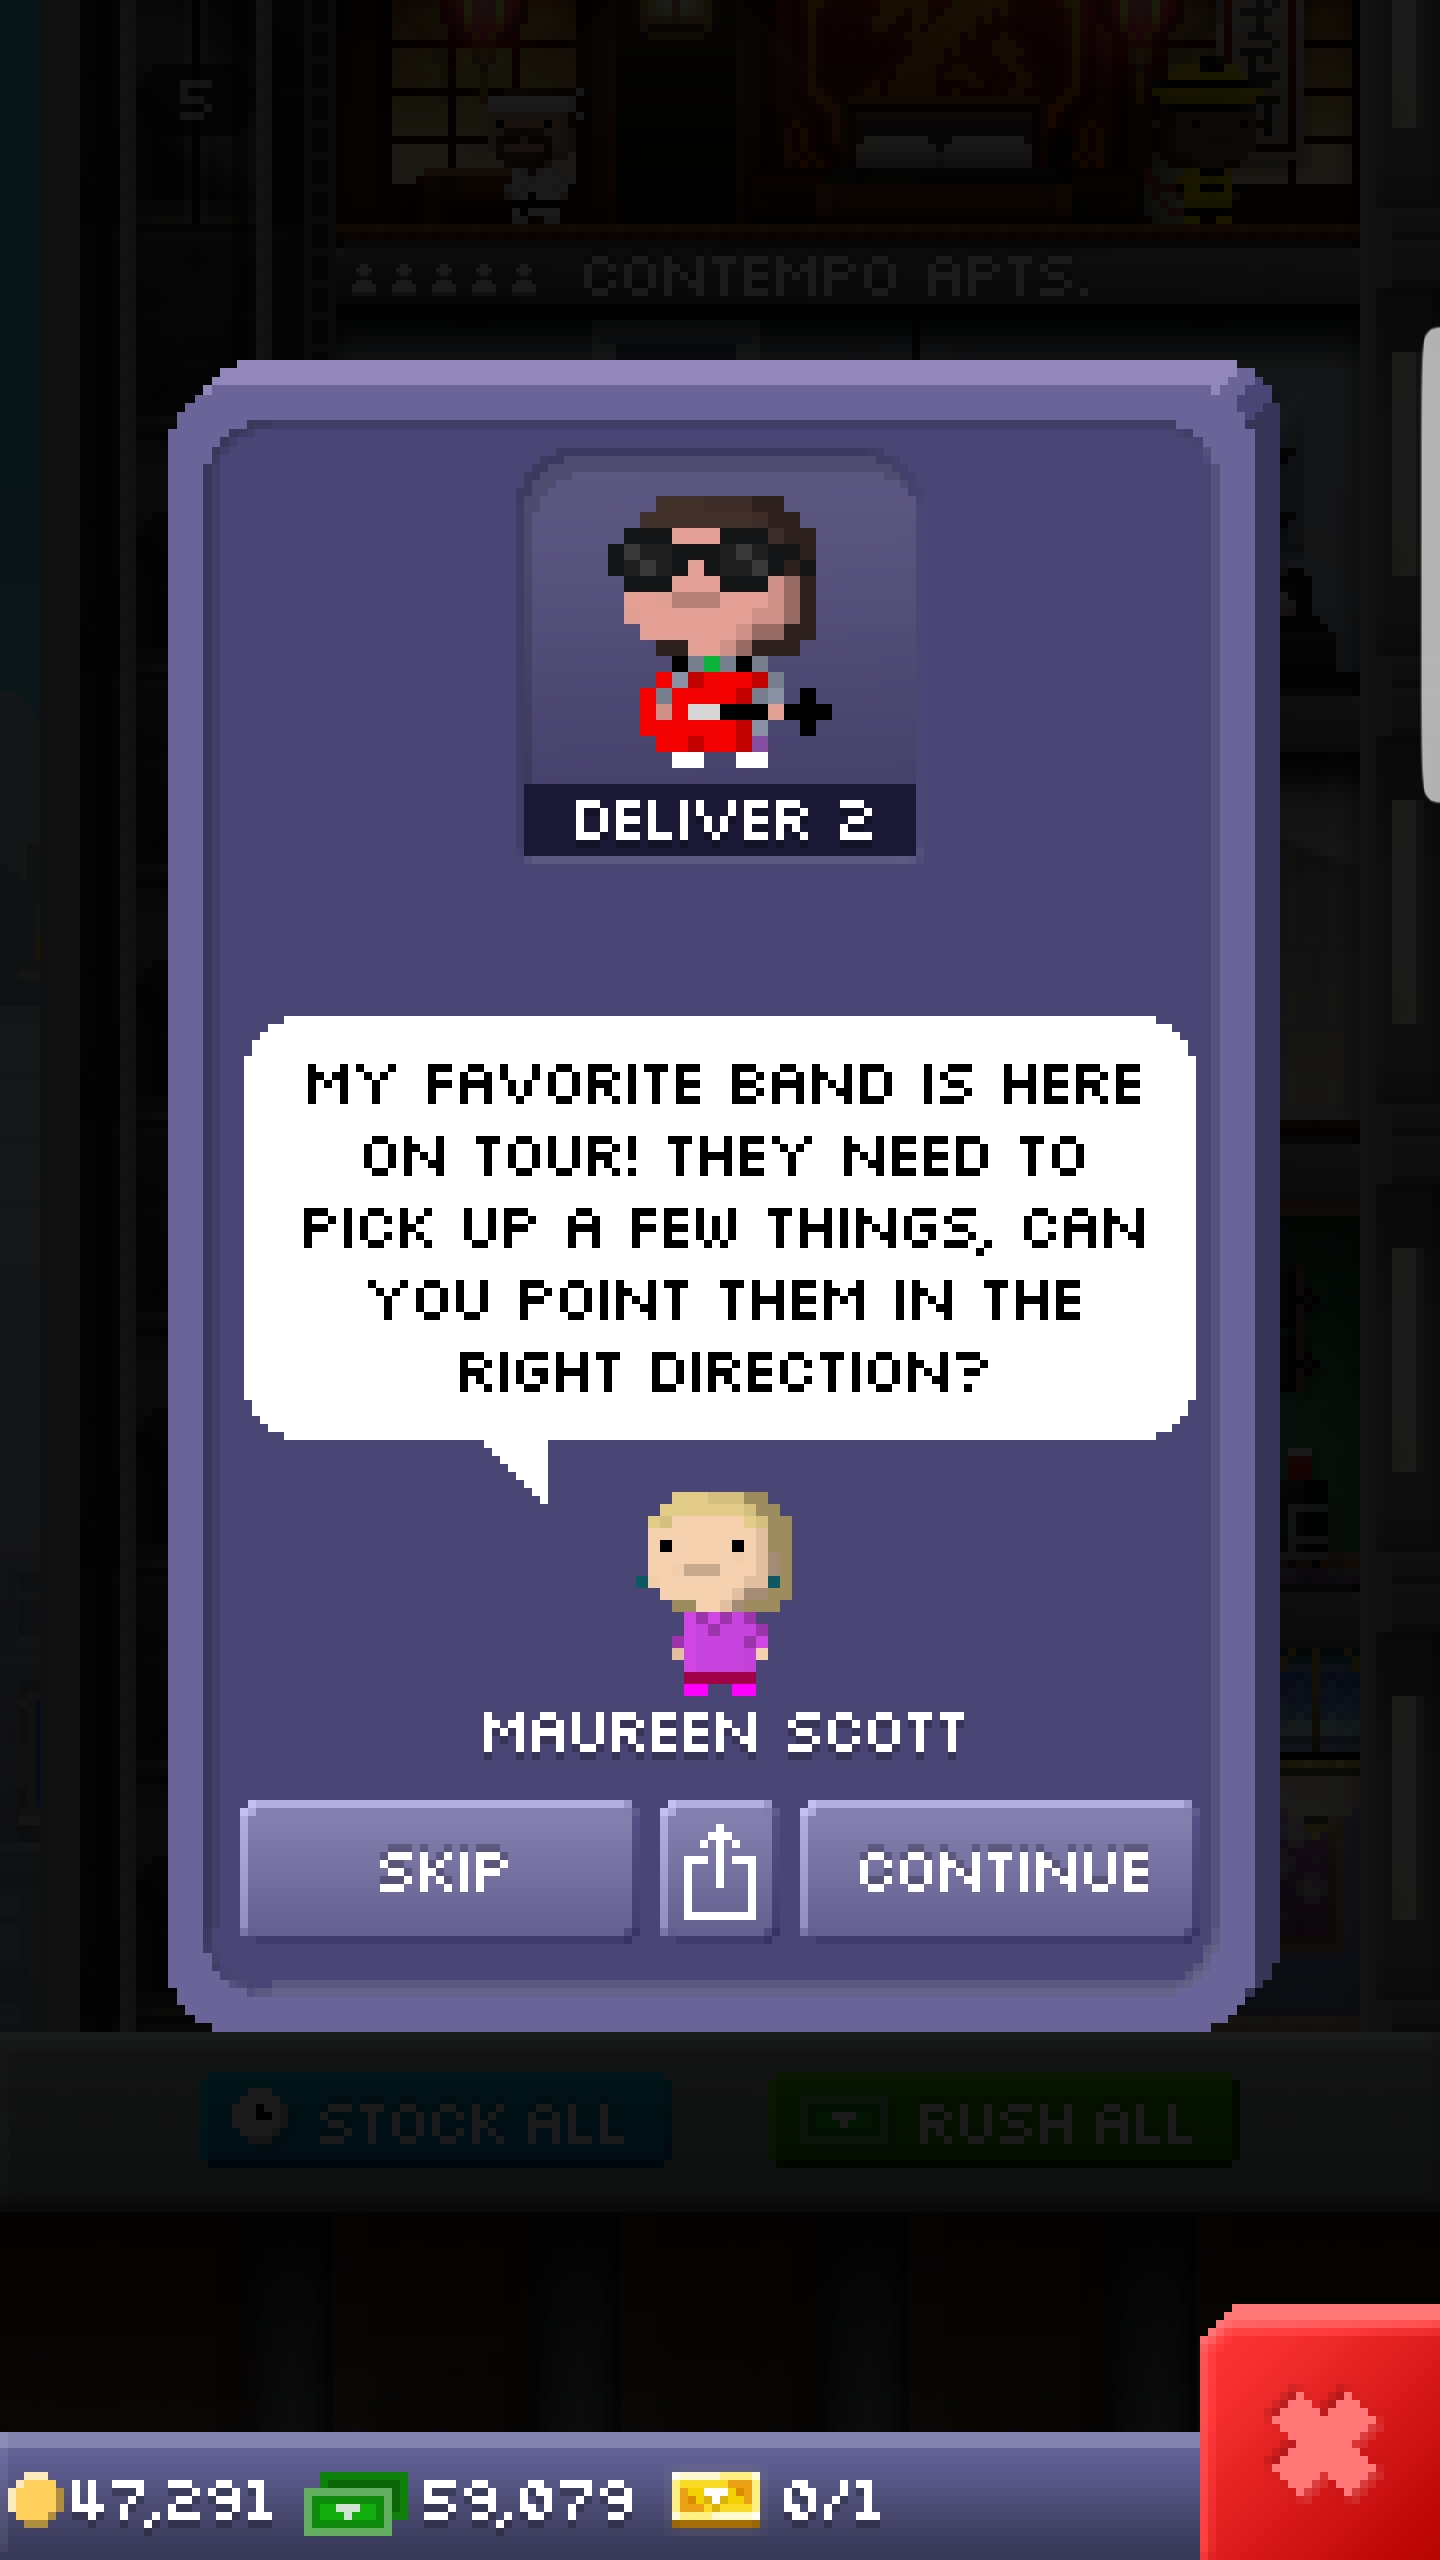 5
CONTEMPO APTS.
DELIVER 2
MY FAVORITE BAND IS HERE
ON TOUR! THEY NEED TO
PICK UP A FEW THINGS, CAN
YOU POINT THEM IN THE
RIGHT DIRECTION?
MAUREEN SCOTT
SKIP
CONTINUE
STOCK ALL
RUSH ALL
47,291
59,079
0/1